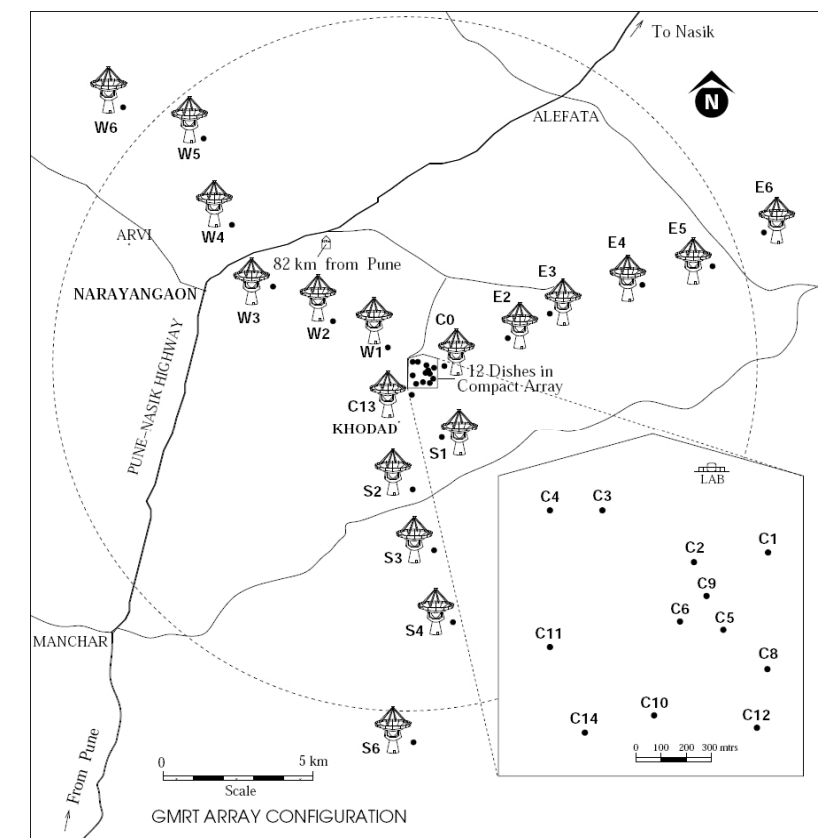 To Nasik
N
ALEFATA
W6
W5
E6
W4
E5
ARVI
E4
82 km from Pune
E3
NARAYANGAON
W3
E2
W2
C0
W1
12 Dishes in
Compact Array
C13
PUNE-NASIK HIGHWAY
KHODAD
S1
S2
LAB
C4
C3
C1
C2
S3
C9
C6
C5
S4
MANCHAR
C11
C8
C10
C12
C14
S6
0 100 200 300 mtrs
From Pune
0 5 km
Scale
GMRT ARRAY CONFIGURATION